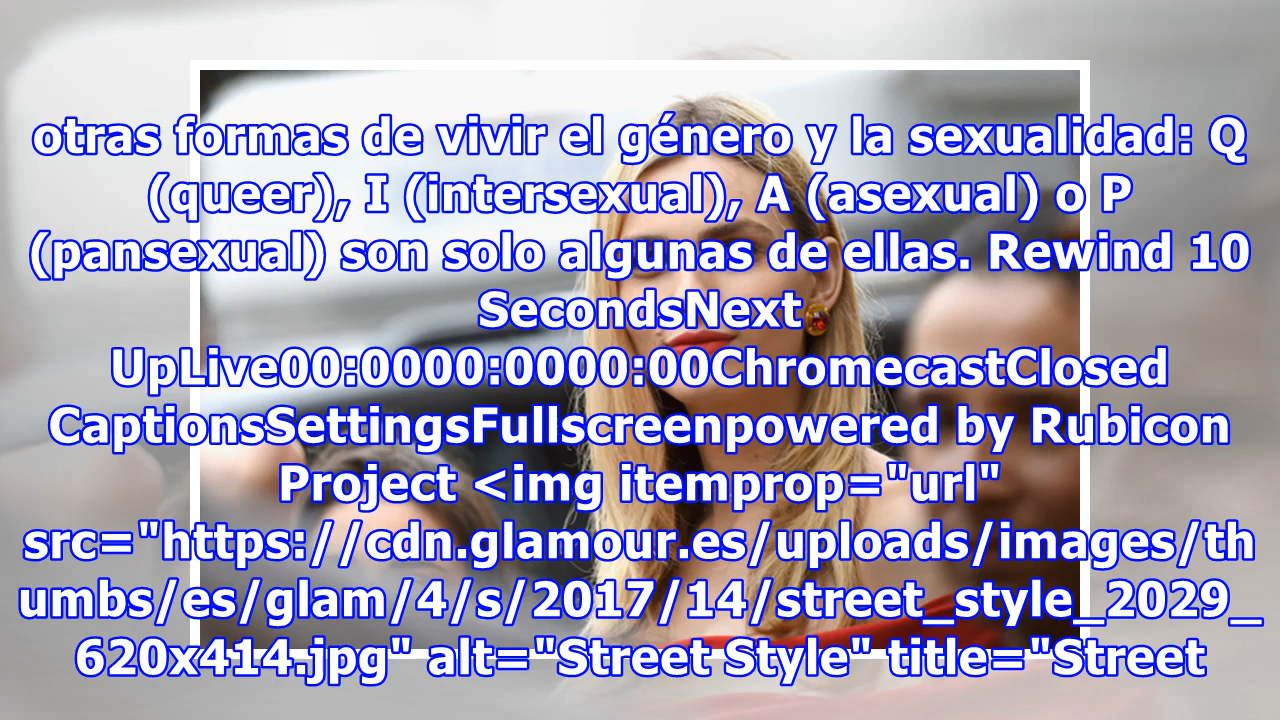 otras formas de vivir el género y la sexualidad: Q
(queer), I (intersexual), A (asexual) o P
(pansexual) son solo algunas de ellas. Rewind 10
SecondsNext
UpLive00:0000:0000:00ChromecastClosed
CaptionsSettingsFullscreenpowered by Rubicon
Project <img itemprop="url"
src="https://cdn.glamour.es/uploads/images/th
umbs/es/glam/4/s/2017/14/street_style_2029_
620x414.jpg" alt="Street Style" title="Street